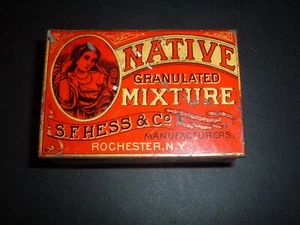 NATIVE
GRANULATED
MIXTURE
S.F. HESS & Co
MANUFACTURERS,
ROCHESTER, N.Y.